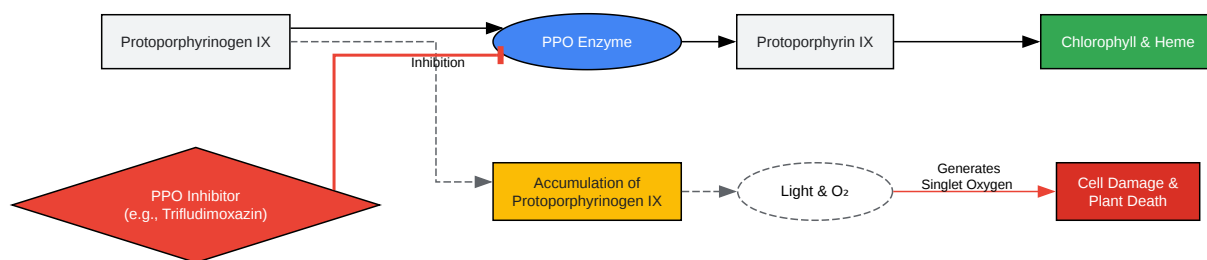 Protoporphyrinogen IX
PPO Enzyme
Protoporphyrin IX
Chlorophyll & Heme
Inhibition
PPO Inhibitor
(e.g., Trifludimoxazin)
Accumulation of
Protoporphyrinogen IX
Light & O₂
Generates
Singlet Oxygen
Cell Damage &
Plant Death